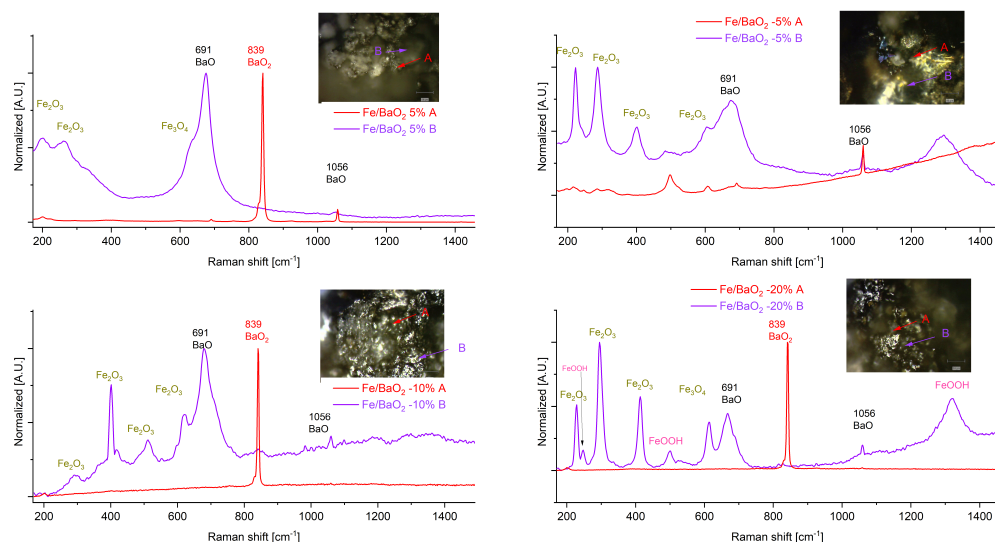 Normalized [A.U.]
Fe₂O₃
Fe₂O₃
Fe₃O₄
691
BaO
839
BaO₂
1056
BaO
B
A
Fe/BaO₂ 5% A
Fe/BaO₂ 5% B
200 400 600 800 1000 1200 1400
Raman shift [cm⁻¹]
Fe/BaO₂ -5% A
Fe/BaO₂ -5% B
Normalized [A.U.]
Fe₂O₃
Fe₂O₃
Fe₂O₃
Fe₂O₃
691
BaO
1056
BaO
A
B
200 400 600 800 1000 1200 1400
Raman shift [cm⁻¹]
Normalized [A.U.]
Fe₂O₃
Fe₂O₃
Fe₂O₃
Fe₂O₃
691
BaO
839
BaO₂
1056
BaO
A
B
Fe/BaO₂ -10% A
Fe/BaO₂ -10% B
200 400 600 800 1000 1200 1400
Raman shift [cm⁻¹]
Fe/BaO₂ -20% A
Fe/BaO₂ -20% B
Normalized [A.U.]
Fe₂O₃
FeOOH
Fe₂O₃
Fe₂O₃
FeOOH
Fe₃O₄
691
BaO
839
BaO₂
1056
BaO
FeOOH
A
B
200 400 600 800 1000 1200 1400
Raman shift [cm⁻¹]